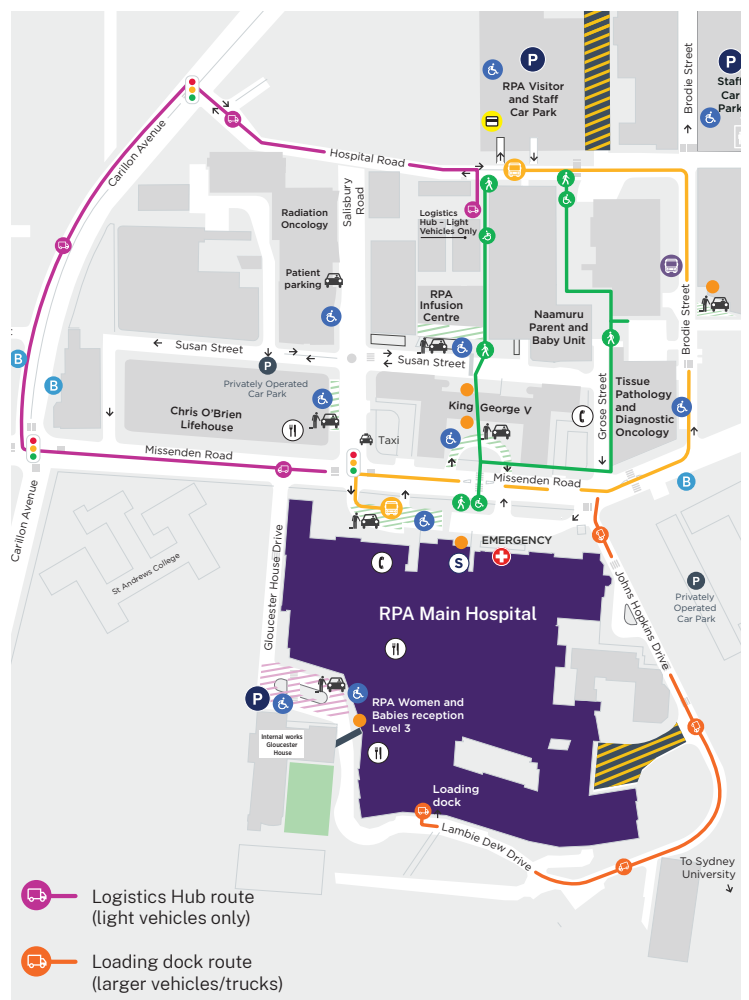 P
RPA Visitor
and Staff
Car Park
Brodie Street
P
Staff
Car
Park
Carillon Avenue
Hospital Road
Salisbury
Road
Radiation
Oncology
Logistics
Hub – Light
Vehicles Only
Patient
parking
RPA
Infusion
Centre
Naamuru
Parent and
Baby Unit
Brodie Street
Susan Street
Susan Street
B
B
P
Privately Operated
Car Park
Chris O'Brien
Lifehouse
King George V
Grose Street
Tissue
Pathology
and
Diagnostic
Oncology
Taxi
Missenden Road
Missenden Road
B
Carillon Avenue
St Andrews College
Gloucester House Drive
S
EMERGENCY
Johns Hopkins Drive
P
Privately
Operated
Car Park
RPA Main Hospital
P
RPA Women and
Babies reception
Level 3
Internal works
Gloucester
House
Loading
dock
Lambie Dew Drive
To Sydney
University
Logistics Hub route
(light vehicles only)
Loading dock route
(larger vehicles/trucks)